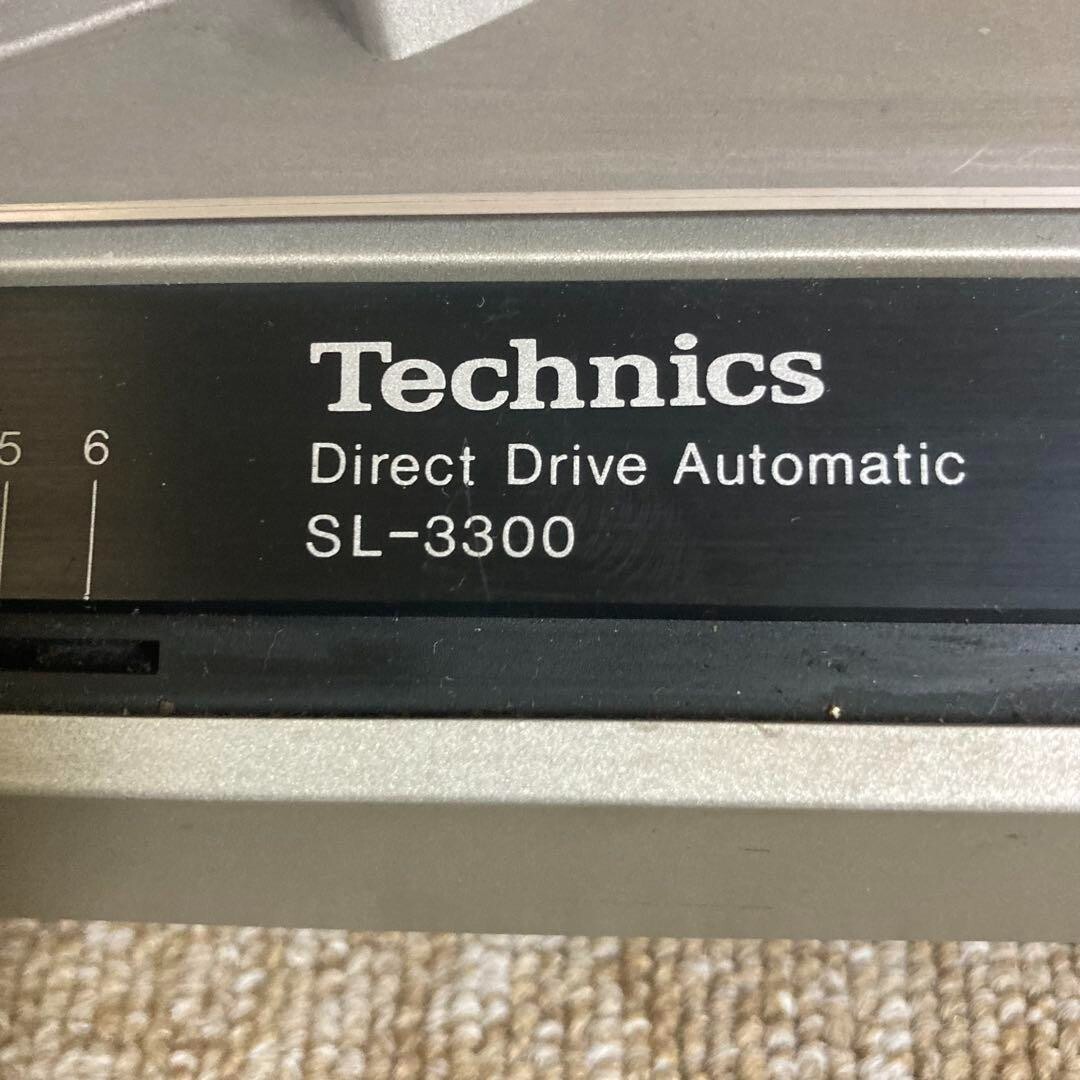 Technics
5 6
Direct Drive Automatic
SL-3300